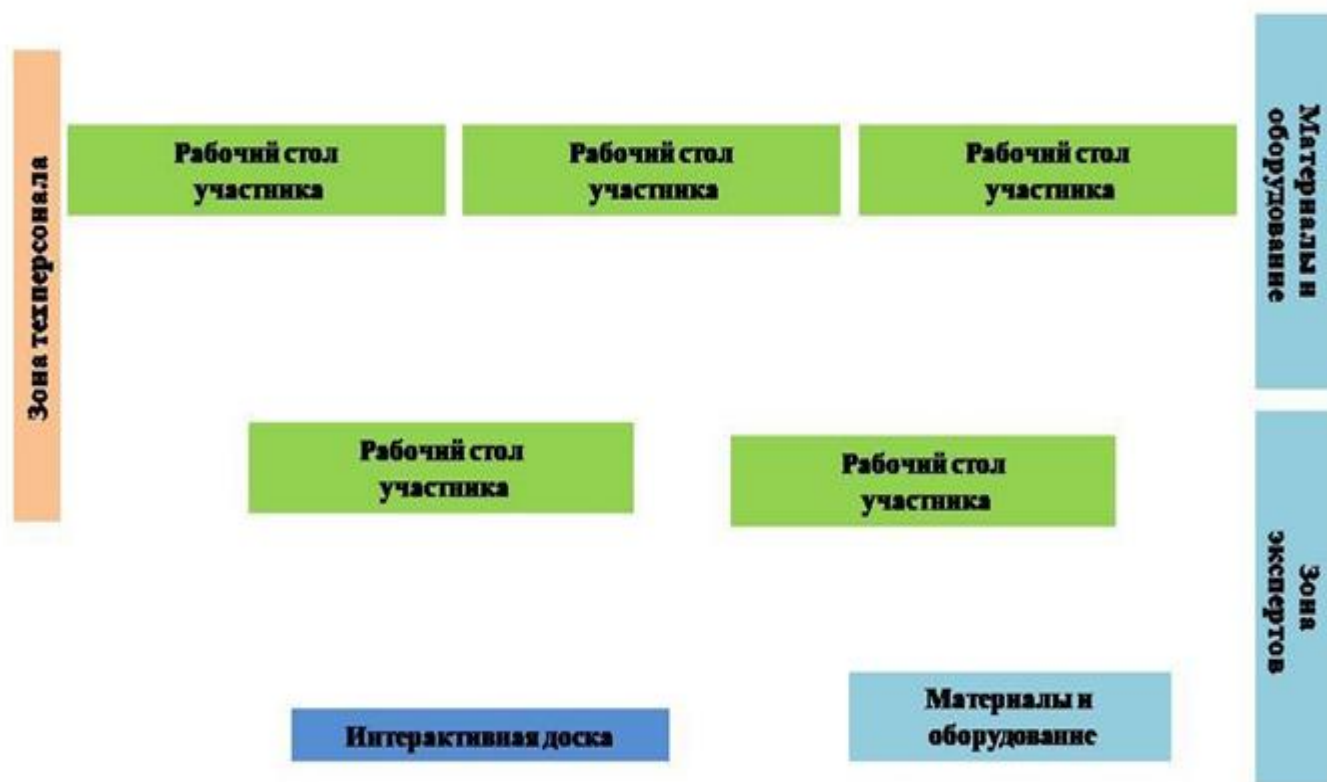 Зона техперсонала
Рабочий стол
участника
Рабочий стол
участника
Рабочий стол
участника
Материалы и
оборудование
Рабочий стол
участника
Рабочий стол
участника
Зона
экспертов
Интерактивная доска
Материалы и
оборудование